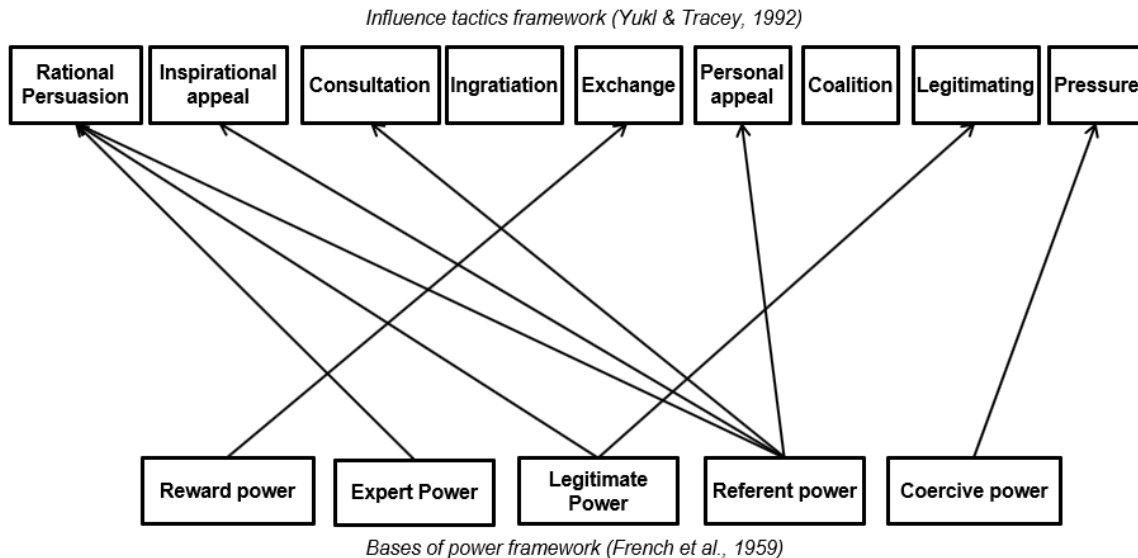 Influence tactics framework (Yukl & Tracey, 1992)
Rational
Persuasion
Inspirational
appeal
Consultation
Ingratiation
Exchange
Personal
appeal
Coalition
Legitimating
Pressure
Reward power
Expert Power
Legitimate
Power
Referent power
Coercive power
Bases of power framework (French et al., 1959)